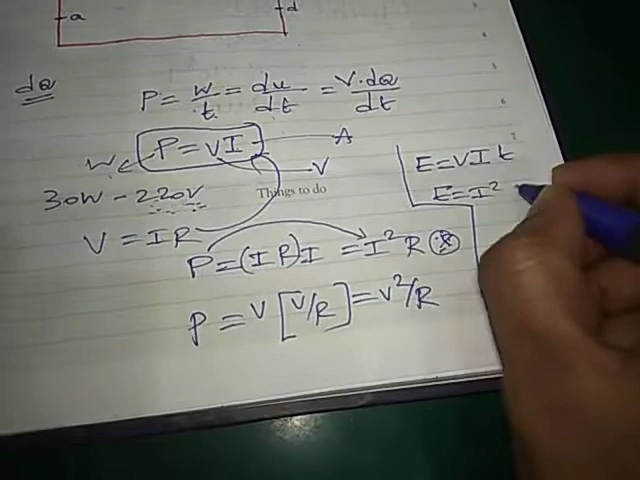 a
d
dQ
P = W/t = du/dt = V·dQ/dt
P = VI
A
W
V
Things to do
30W - 220V
V = IR
P = (IR)I = I²R
P = V[V/R] = V²/R
E = VIt
E = I²